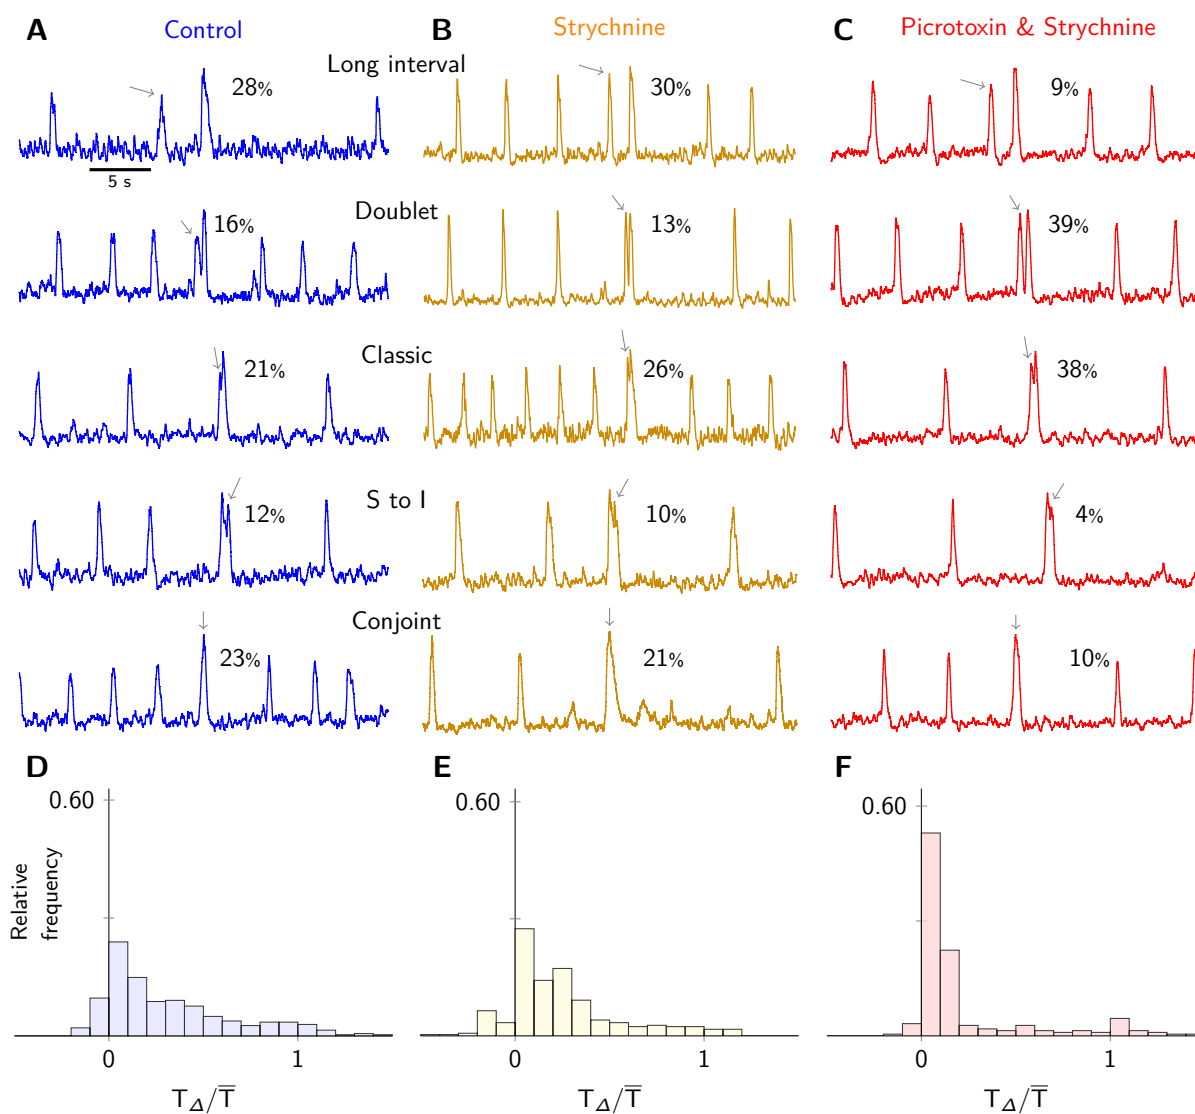 A Control B Strychnine C Picrotoxin & Strychnine
Long interval
28% 30% 9%
5 s
Doublet
16% 13% 39%
Classic
21% 26% 38%
S to I
12% 10% 4%
Conjoint
23% 21% 10%
D E F
0.60 0.60 0.60
Relative
frequency
0 1 0 1 0 1
T_Δ/T̅ T_Δ/T̅ T_Δ/T̅